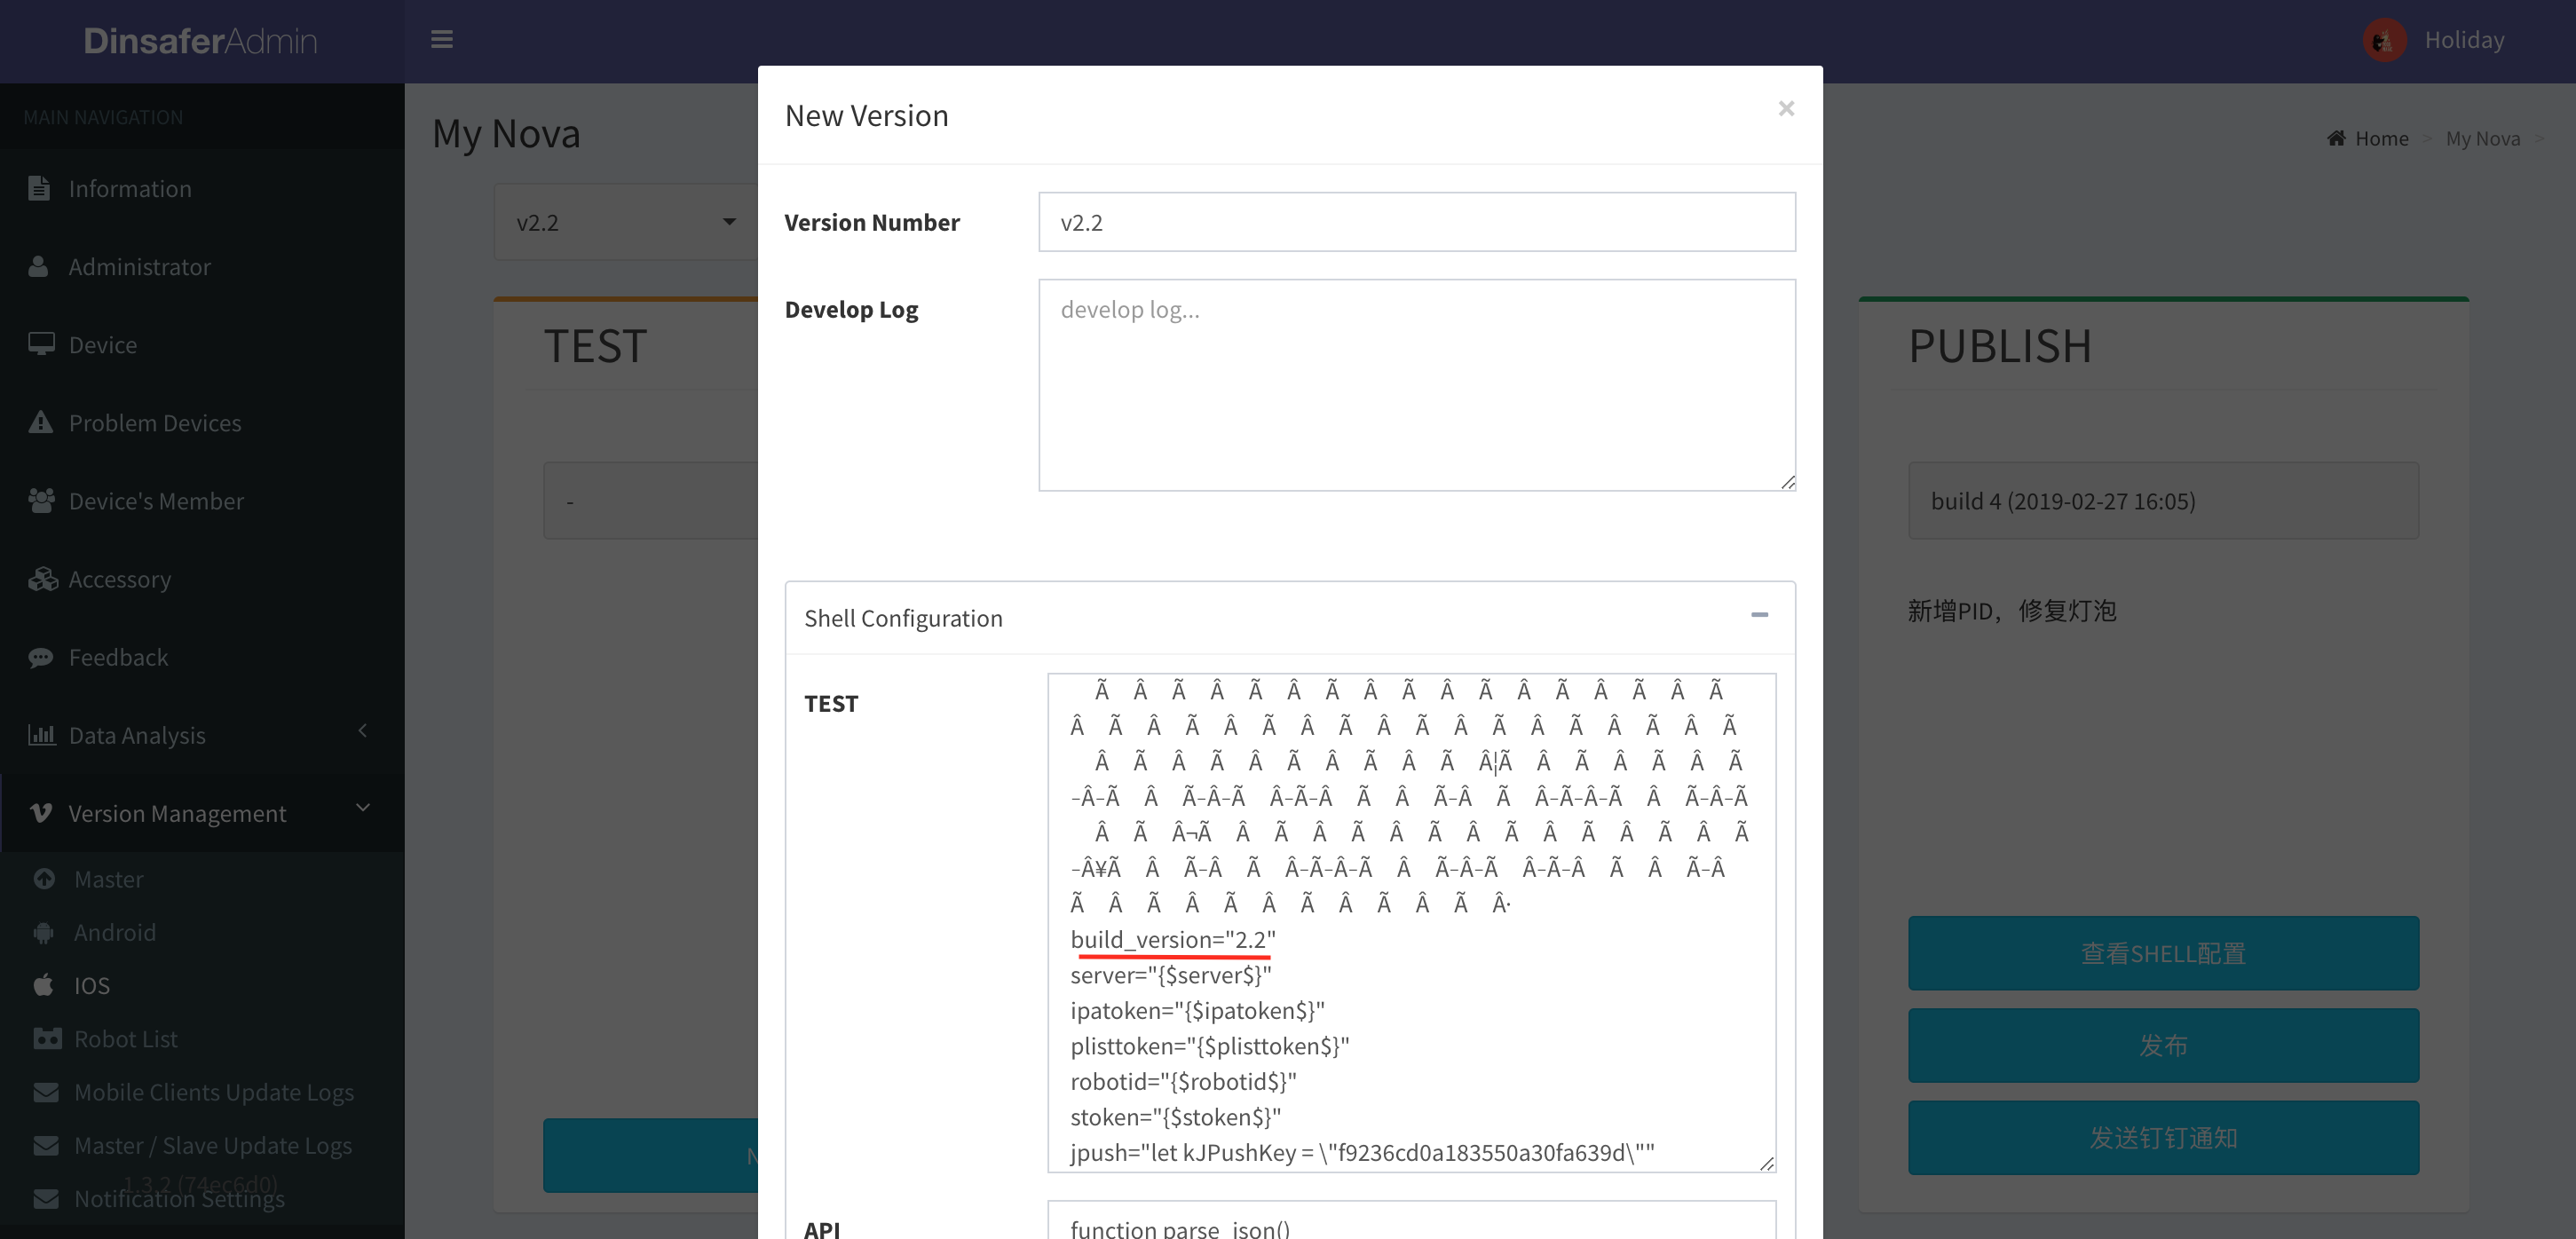 DinsaferAdmin
Holiday
MAIN NAVIGATION
Information
Administrator
Device
Problem Devices
Device's Member
Accessory
Feedback
Data Analysis
Version Management
Master
Android
IOS
Robot List
Mobile Clients Update Logs
Master / Slave Update Logs
1.3.2 (74ec6d0)
Notification Settings
My Nova
Home > My Nova >
v2.2
TEST
-
N
New Version
×
Version Number
v2.2
Develop Log
develop log...
Shell Configuration
TEST
Ã Â Ã Â Ã Â Ã Â Ã Â Ã Â Ã Â Ã Â Ã
Â Ã Â Ã Â Ã Â Ã Â Ã Â Ã Â Ã Â Ã Â Ã
Â Ã Â Ã Â Ã Â Ã Â Ã Â¦Ã Â Ã Â Ã Â Ã
-Â-Ã Â Ã-Â-Ã Â-Ã-Â Ã Â Ã-Â Ã Â-Ã-Â-Ã Â Ã-Â-Ã
Â Ã Â¬Ã Â Ã Â Ã Â Ã Â Ã Â Ã Â Ã Â Ã
-Â¥Ã Â Ã-Â Ã Â-Ã-Â-Ã Â Ã-Â-Ã Â-Ã-Â Ã Â Ã-Â
Ã Â Ã Â Ã Â Ã Â Ã Â Ã Â·
build_version="2.2"
server="{$server$}"
ipatoken="{$ipatoken$}"
plisttoken="{$plisttoken$}"
robotid="{$robotid$}"
stoken="{$stoken$}"
jpush="let kJPushKey = \"f9236cd0a183550a30fa639d\""
API
function parse_json()
PUBLISH
build 4 (2019-02-27 16:05)
新增PID，修复灯泡
查看SHELL配置
发布
发送钉钉通知